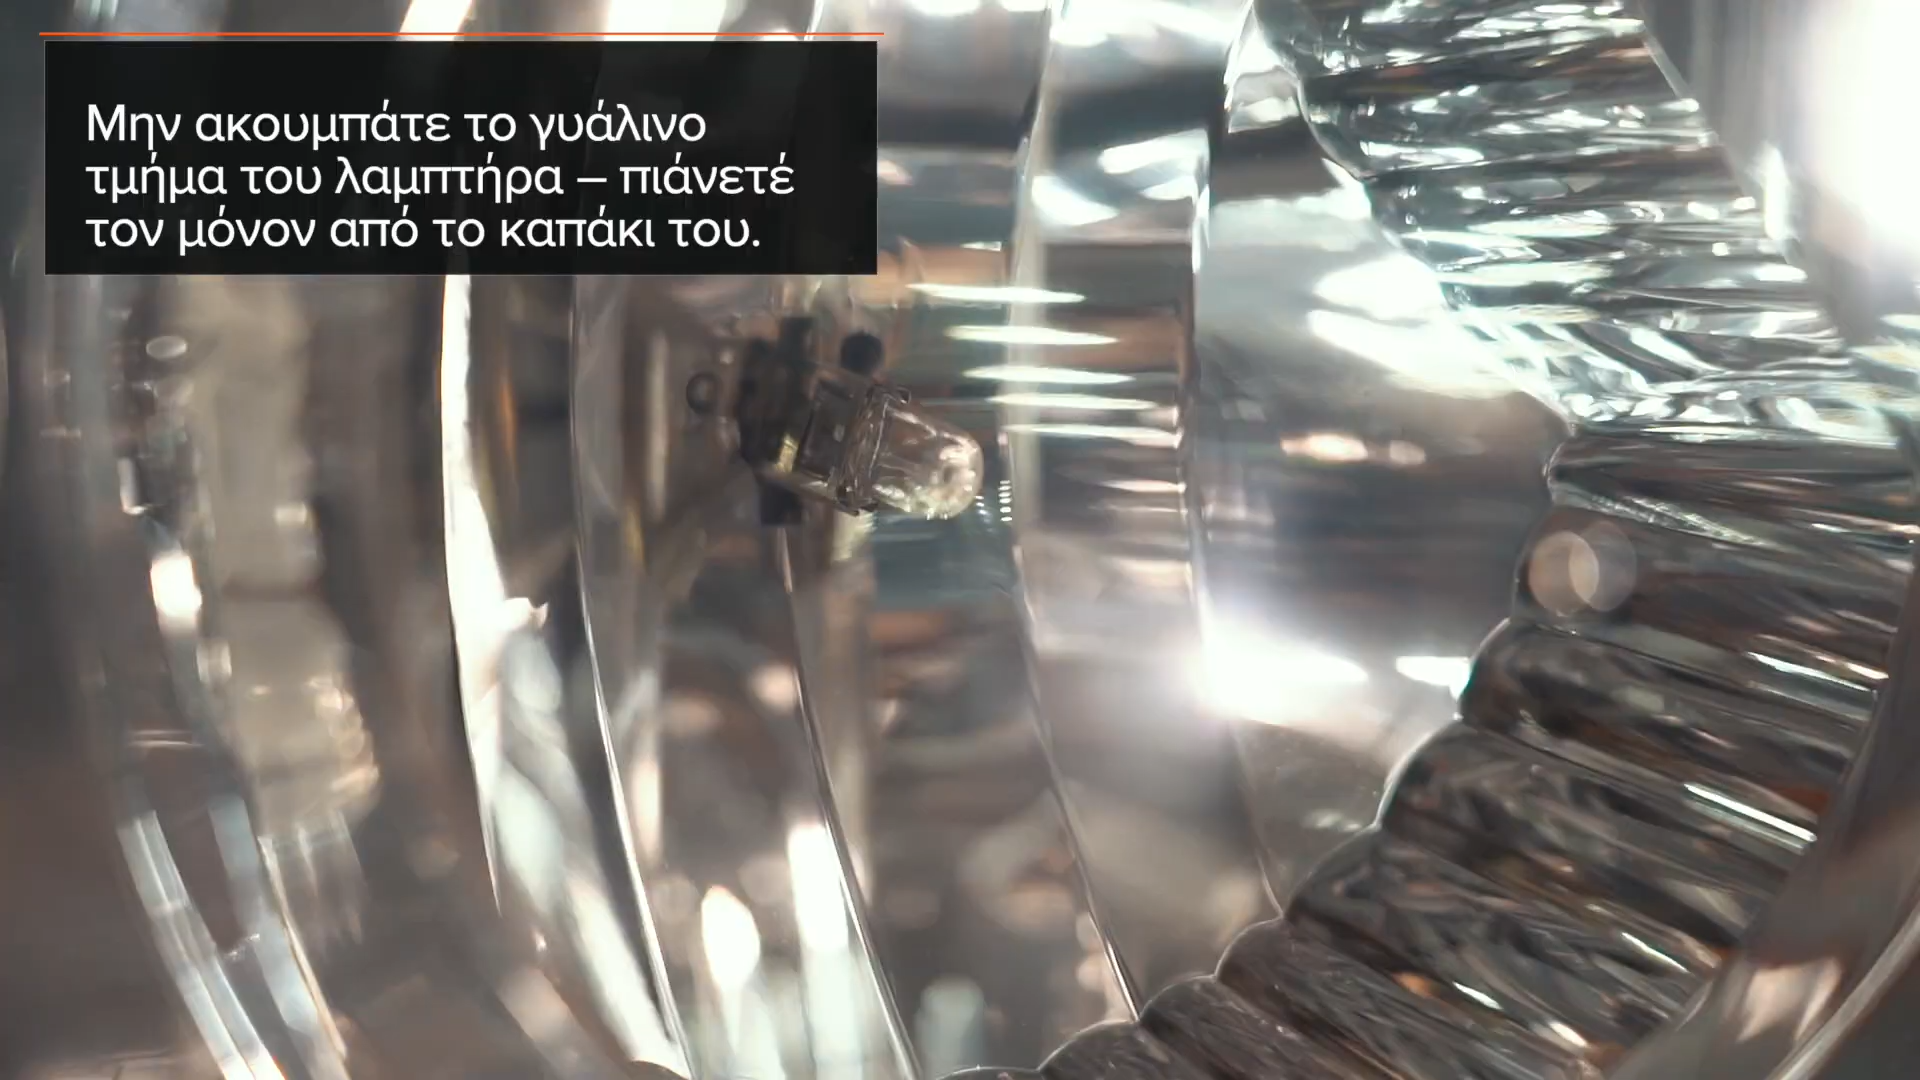 Μην ακουμπάτε το γυάλινο
τμήμα του λαμπτήρα – πιάνετέ
τον μόνον από το καπάκι του.